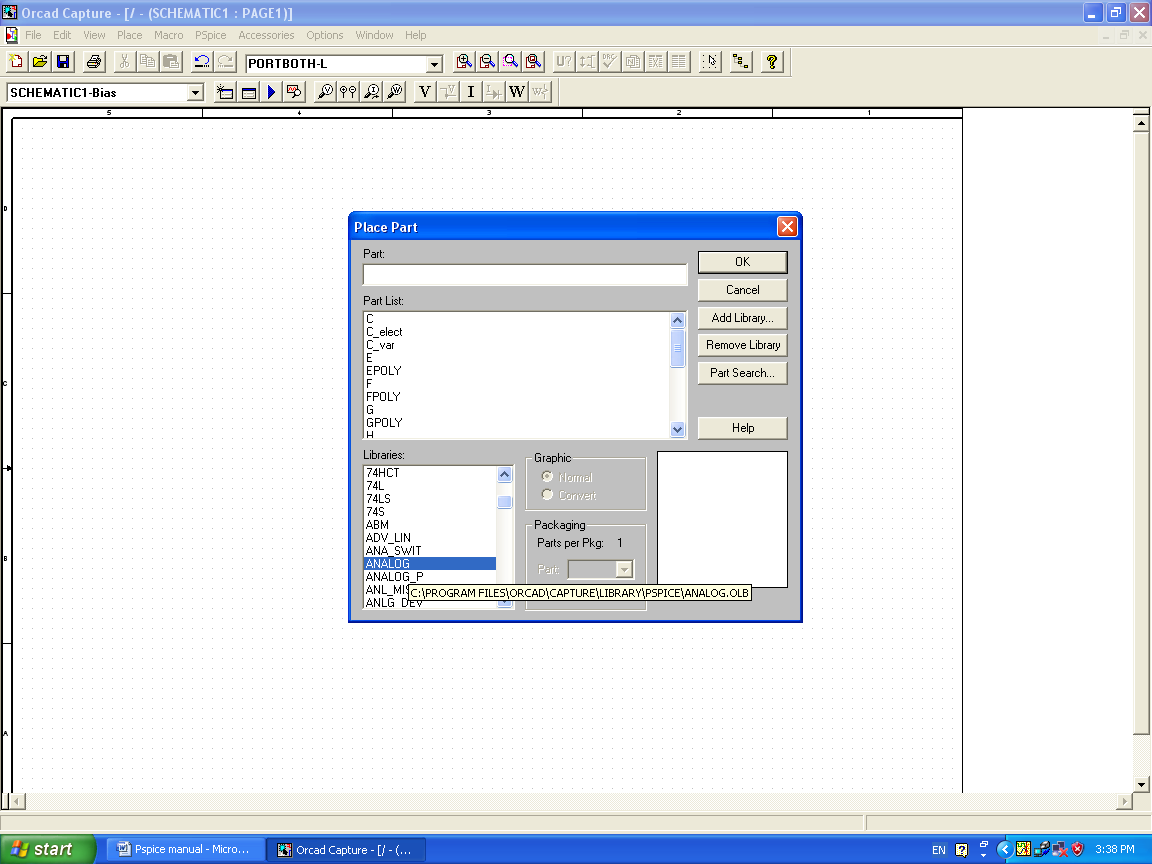 Orcad Capture - [/ - (SCHEMATIC1 : PAGE1)]
File Edit View Place Macro PSpice Accessories Options Window Help
PORTBOTH-L
U?
DRC
?
SCHEMATIC1-Bias
V V I I W W
5 4 3 2 1
D
C
B
A
Place Part
Part:
OK
Cancel
Part List:
Add Library...
Remove Library
Part Search...
Help
C
C_elect
C_var
E
EPOLY
F
FPOLY
G
GPOLY
H
Libraries:
74HCT
74L
74LS
74S
ABM
ADV_LIN
ANA_SWIT
ANALOG
ANALOG_P
ANL_MIS
ANLG_DEV
Graphic
Normal
Convert
Packaging
Parts per Pkg: 1
Part:
C:\PROGRAM FILES\ORCAD\CAPTURE\LIBRARY\PSPICE\ANALOG.OLB
start
Pspice manual - Micro...
Orcad Capture - [/ - (...
EN
3:38 PM